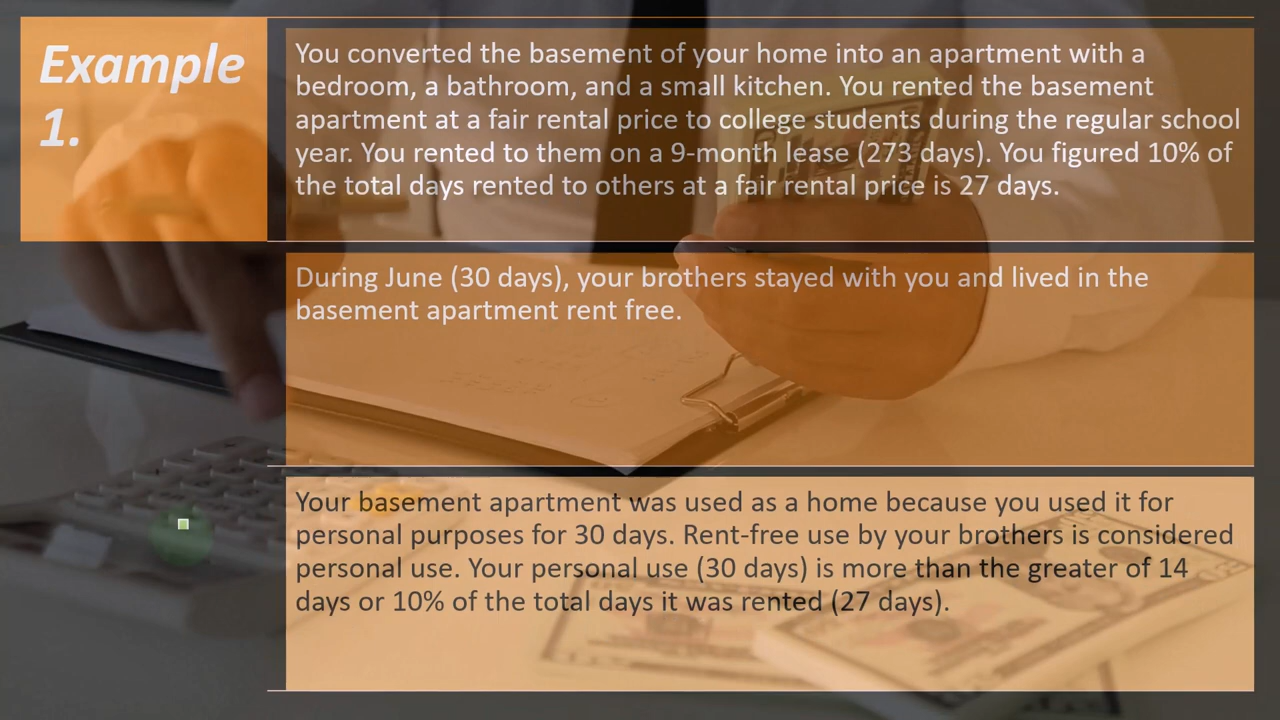 Example
1.
You converted the basement of your home into an apartment with a
bedroom, a bathroom, and a small kitchen. You rented the basement
apartment at a fair rental price to college students during the regular school
year. You rented to them on a 9-month lease (273 days). You figured 10% of
the total days rented to others at a fair rental price is 27 days.
During June (30 days), your brothers stayed with you and lived in the
basement apartment rent free.
Your basement apartment was used as a home because you used it for
personal purposes for 30 days. Rent-free use by your brothers is considered
personal use. Your personal use (30 days) is more than the greater of 14
days or 10% of the total days it was rented (27 days).